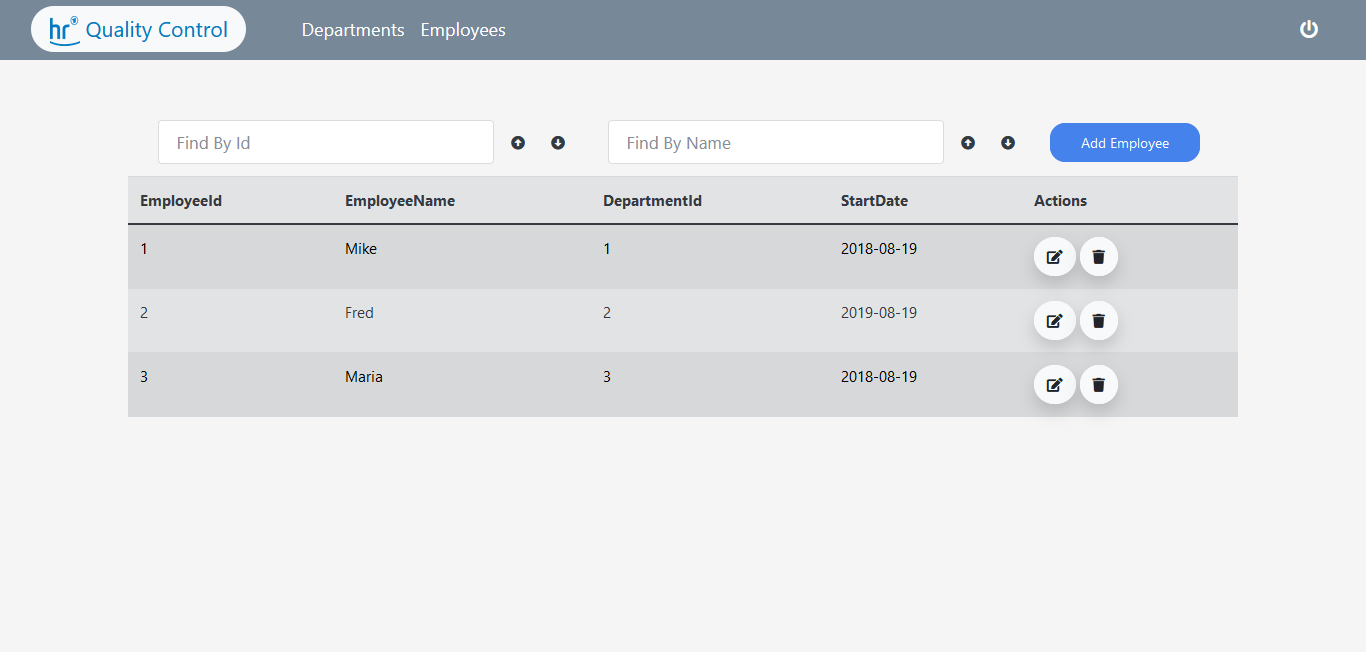 hr Quality Control Departments Employees
Find By Id Find By Name Add Employee
EmployeeId EmployeeName DepartmentId StartDate Actions
1 Mike 1 2018-08-19
2 Fred 2 2019-08-19
3 Maria 3 2018-08-19